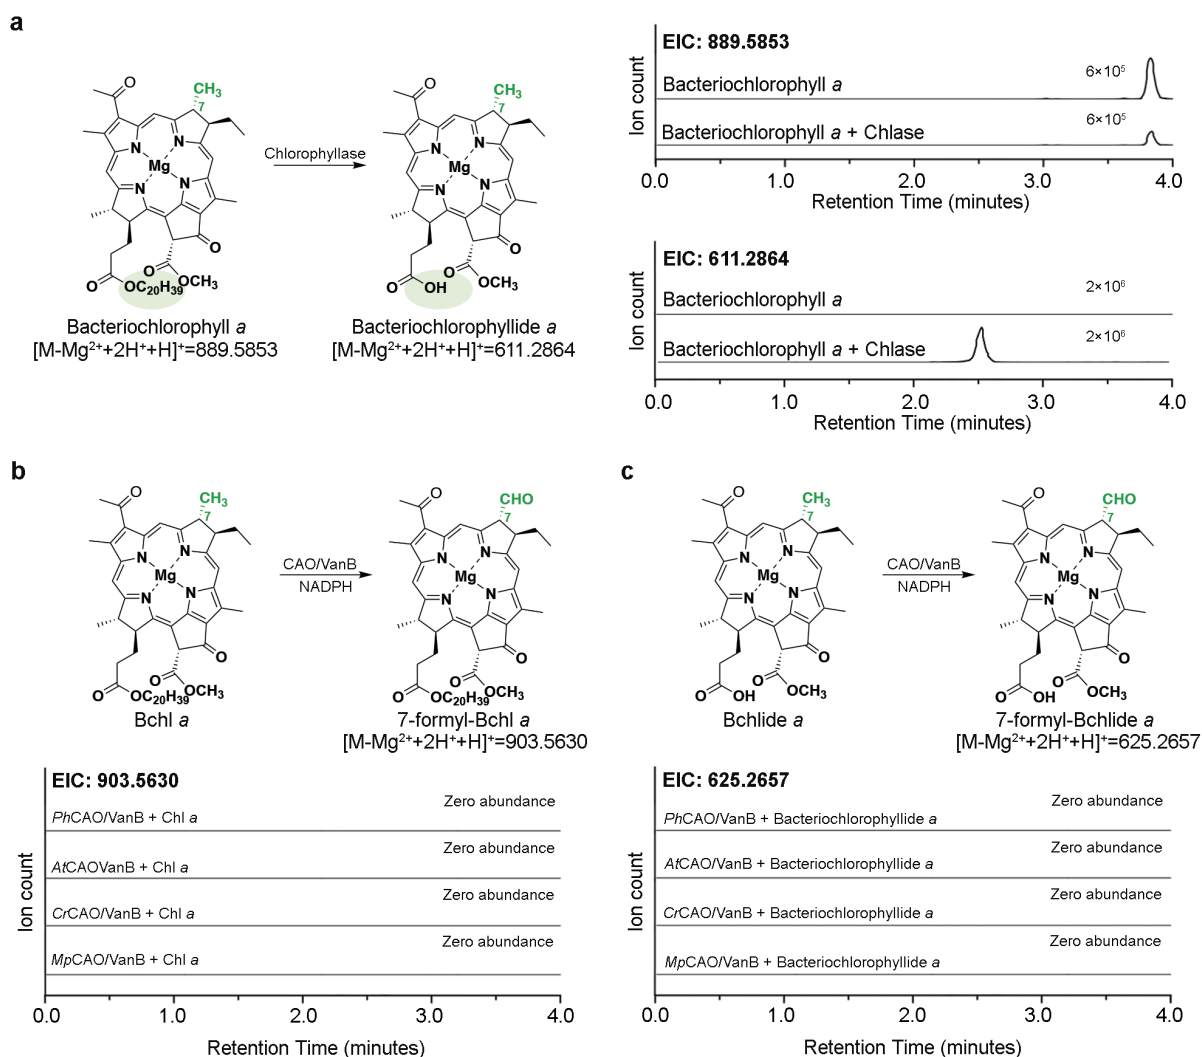 a
O
CH3
7
N
N
Mg
N
N
O
O
O
OC20H39
OCH3
Bacteriochlorophyll a
[M-Mg2++2H++H]+=889.5853
Chlorophyllase
O
CH3
7
N
N
Mg
N
N
O
O
O
OH
OCH3
Bacteriochlorophyllide a
[M-Mg2++2H++H]+=611.2864
Ion count
EIC: 889.5853
Bacteriochlorophyll a
6×10⁵
Bacteriochlorophyll a + Chlase
6×10⁵
0.0 1.0 2.0 3.0 4.0
Retention Time (minutes)
Ion count
EIC: 611.2864
Bacteriochlorophyll a
2×10⁶
Bacteriochlorophyll a + Chlase
2×10⁶
0.0 1.0 2.0 3.0 4.0
Retention Time (minutes)
b
O
CH3
7
N
N
Mg
N
N
O
O
O
OC20H39
OCH3
Bchl a
CAO/VanB
NADPH
O
CHO
7
N
N
Mg
N
N
O
O
O
OC20H39
OCH3
7-formyl-Bchl a
[M-Mg2++2H++H]+=903.5630
Ion count
EIC: 903.5630
Zero abundance
PhCAO/VanB + Chl a
Zero abundance
AtCAOVanB + Chl a
Zero abundance
CrCAO/VanB + Chl a
Zero abundance
MpCAO/VanB + Chl a
0.0 1.0 2.0 3.0 4.0
Retention Time (minutes)
c
O
CH3
7
N
N
Mg
N
N
O
O
O
OH
OCH3
Bchlide a
CAO/VanB
NADPH
O
CHO
7
N
N
Mg
N
N
O
O
O
OH
OCH3
7-formyl-Bchlide a
[M-Mg2++2H++H]+=625.2657
Ion count
EIC: 625.2657
Zero abundance
PhCAO/VanB + Bacteriochlorophyllide a
Zero abundance
AtCAO/VanB + Bacteriochlorophyllide a
Zero abundance
CrCAO/VanB + Bacteriochlorophyllide a
Zero abundance
MpCAO/VanB + Bacteriochlorophyllide a
0.0 1.0 2.0 3.0 4.0
Retention Time (minutes)